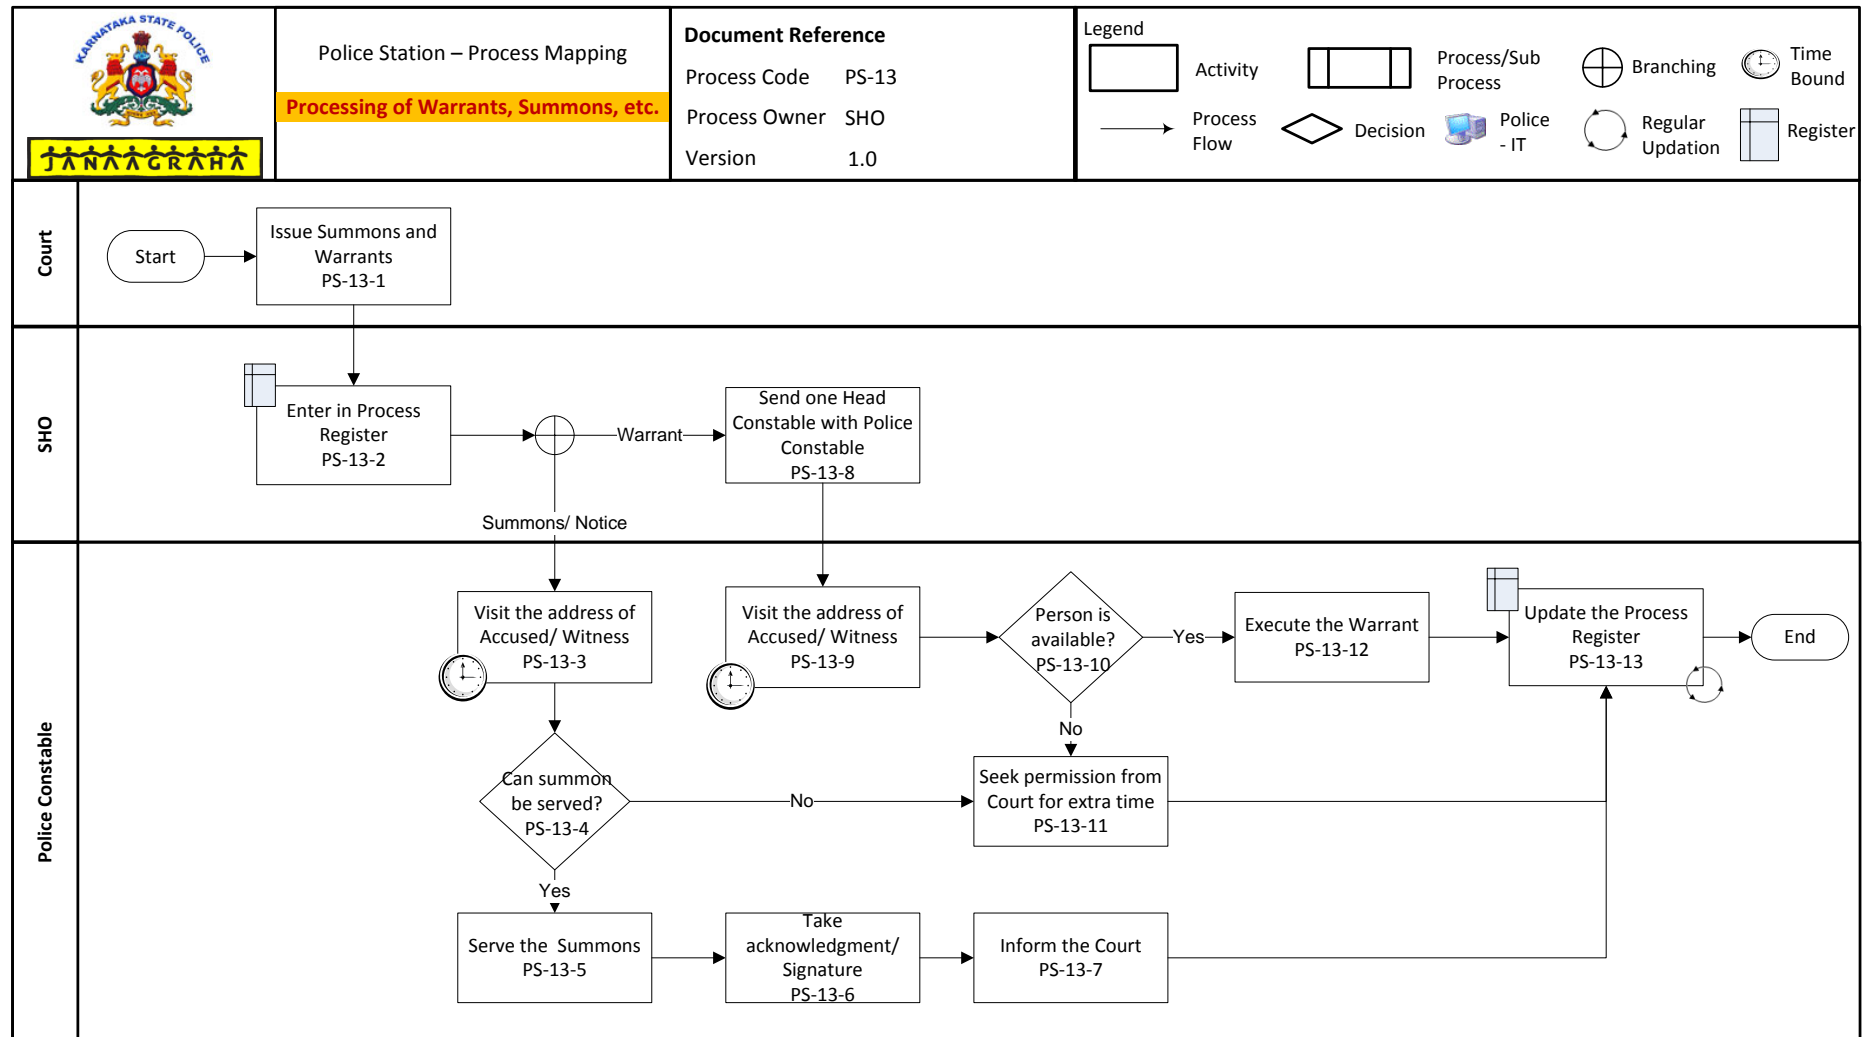 KARNATAKA STATE POLICE
JANAAGRAHA
Police Station – Process Mapping
Processing of Warrants, Summons, etc.
Document Reference
Process Code PS-13
Process Owner SHO
Version 1.0
Legend
Activity
Process/Sub
Process
Branching
Time
Bound
Process
Flow
Decision
Police
- IT
Regular
Updation
Register
Court
Start
Issue Summons and
Warrants
PS-13-1
SHO
Enter in Process
Register
PS-13-2
Warrant
Send one Head
Constable with Police
Constable
PS-13-8
Summons/ Notice
Police Constable
Visit the address of
Accused/ Witness
PS-13-3
Visit the address of
Accused/ Witness
PS-13-9
Person is
available?
PS-13-10
Yes
Execute the Warrant
PS-13-12
Update the Process
Register
PS-13-13
End
No
Can summon
be served?
PS-13-4
No
Seek permission from
Court for extra time
PS-13-11
Yes
Serve the Summons
PS-13-5
Take
acknowledgment/
Signature
PS-13-6
Inform the Court
PS-13-7